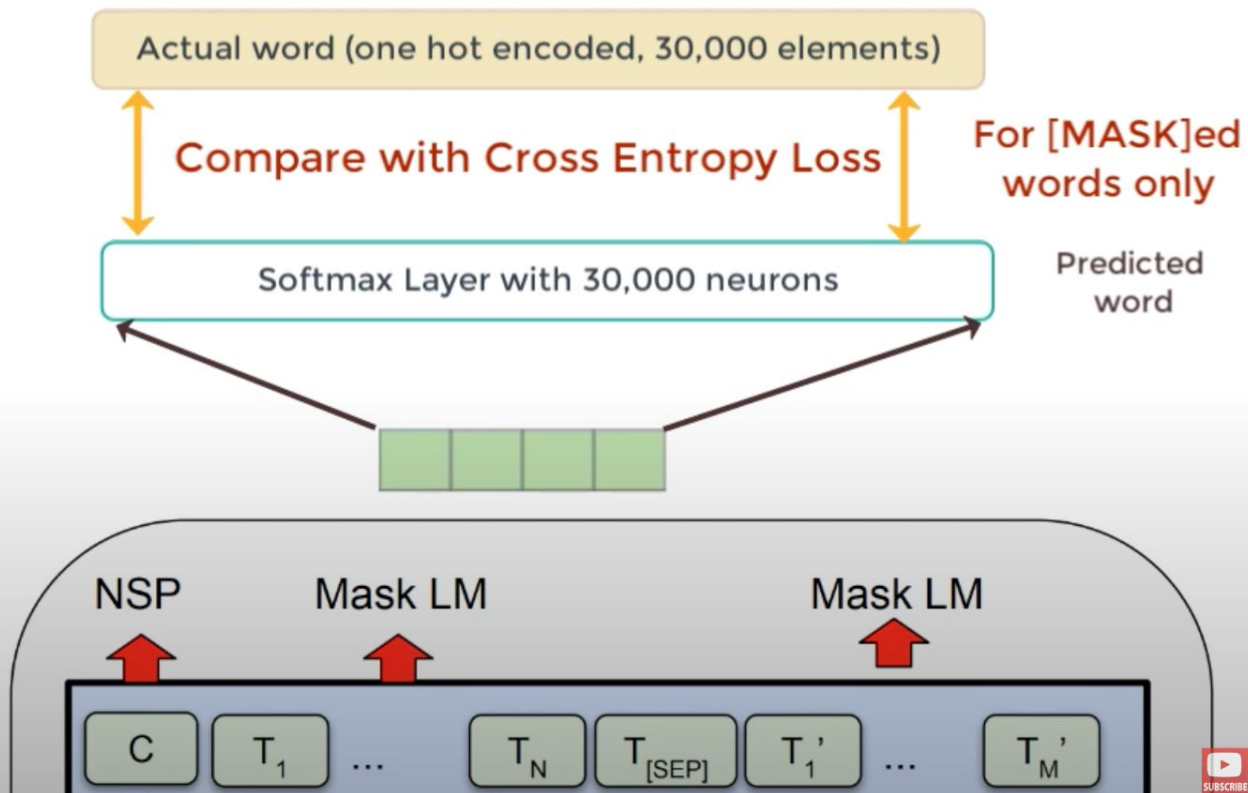 Actual word (one hot encoded, 30,000 elements)
Compare with Cross Entropy Loss
For [MASK]ed
words only
Softmax Layer with 30,000 neurons
Predicted
word
NSP
Mask LM
Mask LM
C
T1
...
TN
T[SEP]
T1’
...
TM’
SUBSCRIBE